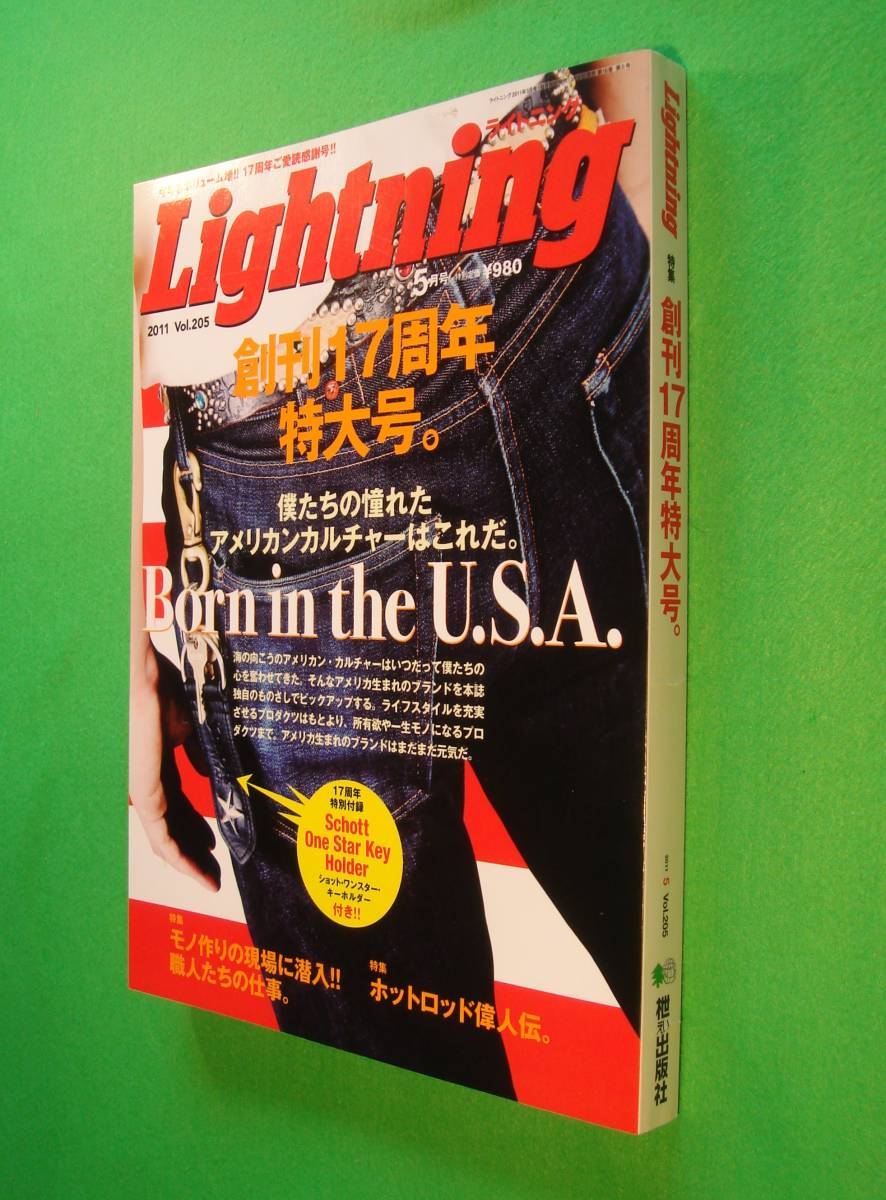 ライトニング
ボリューム増!! 17周年ご愛読感謝号!!
Lightning
2011 Vol.205
5月号 特別定価 ¥980
創刊17周年
特大号。
僕たちの憧れた
アメリカンカルチャーはこれだ。
Born in the U.S.A.
海の向こうのアメリカン・カルチャーはいつだって僕たちの
心を奮わせてきた。そんなアメリカ生まれのブランドを本誌
独自のものさしでピックアップする。ライフスタイルを充実
させるプロダクツはもとより、所有欲や一生モノになるプロ
ダクツまで、アメリカ生まれのブランドはまだまだ元気だ。
17周年
特別付録
Schott
One Star Key
Holder
ショット・ワンスター・
キーホルダー
付き!!
特集
モノ作りの現場に潜入!!
職人たちの仕事。
特集
ホットロッド偉人伝。
Lightning
特集
創刊17周年特大号。
2011 5 Vol.205
枻出版社